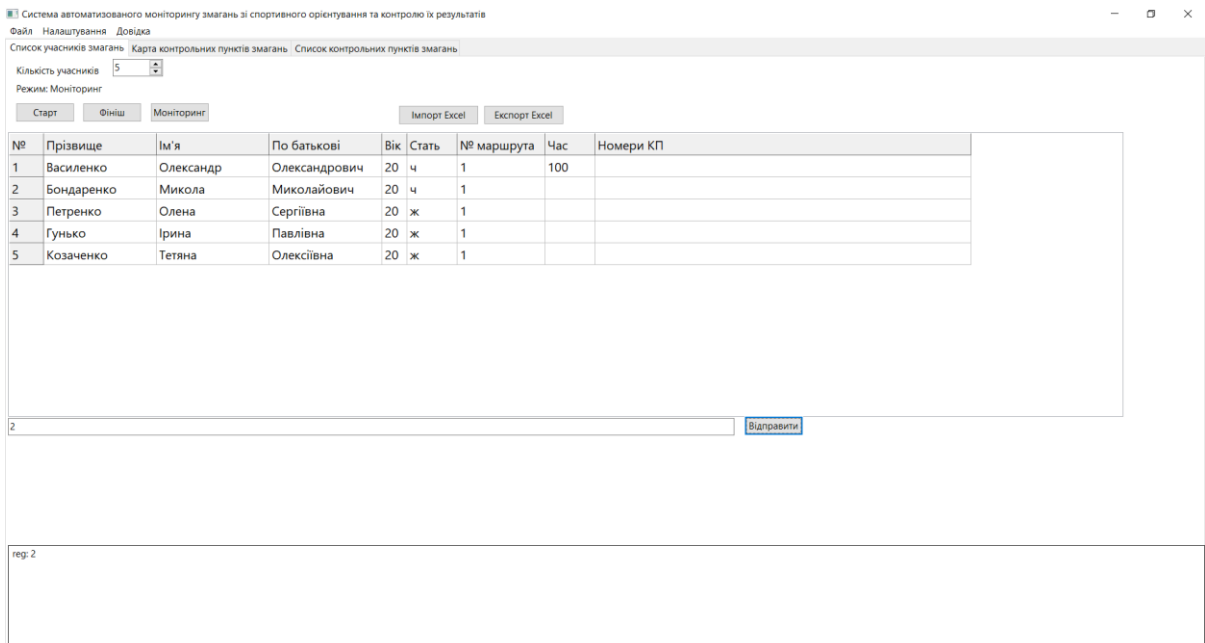 Система автоматизованого моніторингу змагань зі спортивного орієнтування та контролю їх результатів
Файл Налаштування Довідка
Список учасників змагань Карта контрольних пунктів змагань Список контрольних пунктів змагань
Кількість учасників 5
Режим: Моніторинг
Старт Фініш Моніторинг Імпорт Excel Експорт Excel
№ Прізвище Ім'я По батькові Вік Стать № маршрута Час Номери КП
1 Василенко Олександр Олександрович 20 ч 1 100
2 Бондаренко Микола Миколайович 20 ч 1
3 Петренко Олена Сергіївна 20 ж 1
4 Гунько Ірина Павлівна 20 ж 1
5 Козаченко Тетяна Олексіївна 20 ж 1
2 Відправити
reg: 2